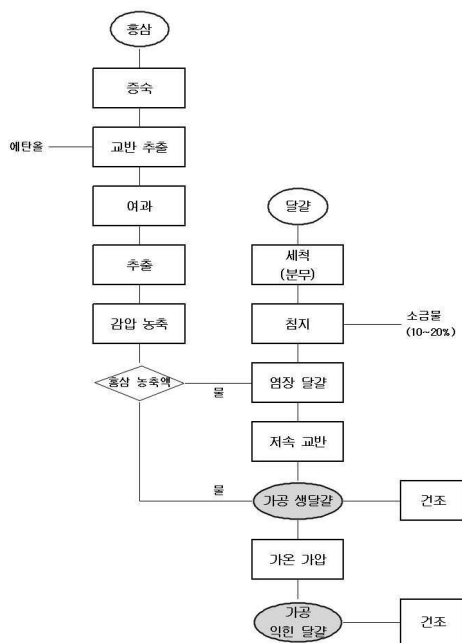 홍삼
증숙
에탄올
교반 추출
여과
달걀
추출
세척
(분무)
감압 농축
침지
소금물
(10~20%)
홍삼 농축액
물
염장 달걀
저속 교반
물
가공 생달걀
건조
가온 가압
가공
익힌 달걀
건조